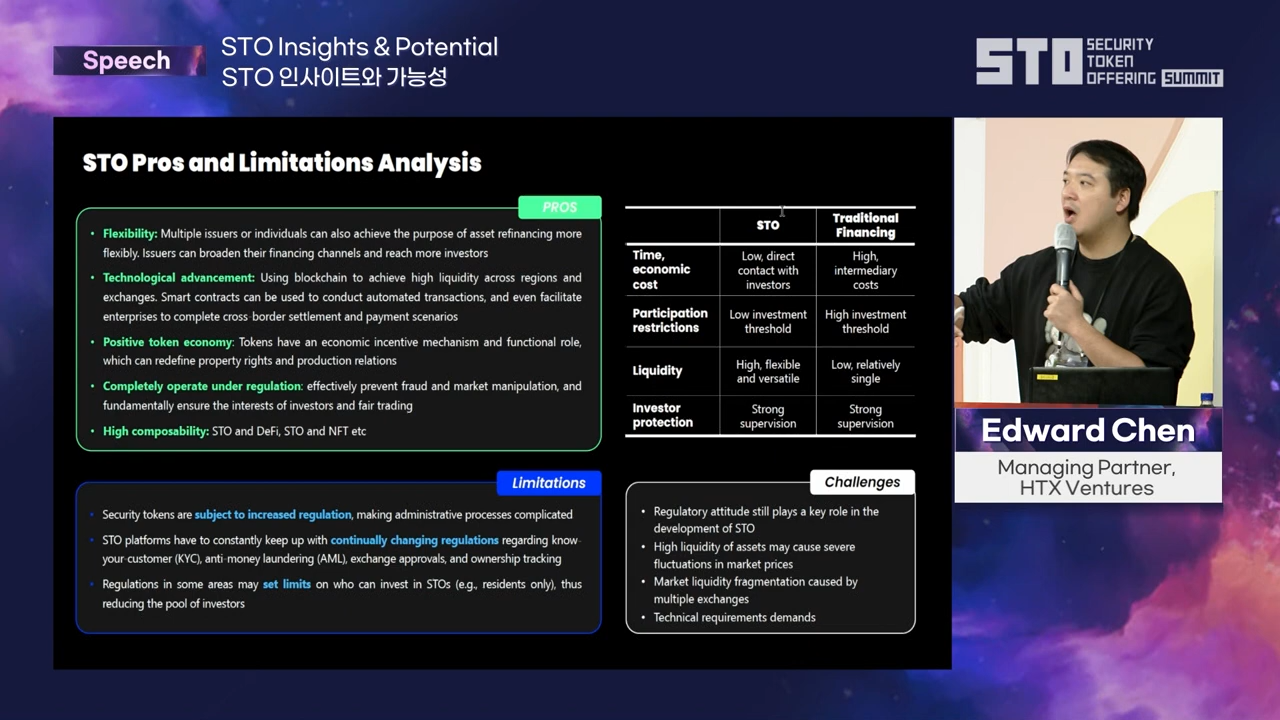 Speech
STO Insights & Potential
STO 인사이트와 가능성
STO SECURITY
TOKEN
OFFERING SUMMIT
STO Pros and Limitations Analysis
PROS
• Flexibility: Multiple issuers or individuals can also achieve the purpose of asset refinancing more
flexibly. Issuers can broaden their financing channels and reach more investors
• Technological advancement: Using blockchain to achieve high liquidity across regions and
exchanges. Smart contracts can be used to conduct automated transactions, and even facilitate
enterprises to complete cross-border settlement and payment scenarios
• Positive token economy: Tokens have an economic incentive mechanism and functional role,
which can redefine property rights and production relations
• Completely operate under regulation: effectively prevent fraud and market manipulation, and
fundamentally ensure the interests of investors and fair trading
• High composability: STO and DeFi, STO and NFT etc
STO
Traditional
Financing
Time,
economic
cost
Low, direct
contact with
investors
High,
intermediary
costs
Participation
restrictions
Low investment
threshold
High investment
threshold
Liquidity
High, flexible
and versatile
Low, relatively
single
Investor
protection
Strong
supervision
Strong
supervision
Limitations
• Security tokens are subject to increased regulation, making administrative processes complicated
• STO platforms have to constantly keep up with continually changing regulations regarding know-
your-customer (KYC), anti-money laundering (AML), exchange approvals, and ownership tracking
• Regulations in some areas may set limits on who can invest in STOs (e.g., residents only), thus
reducing the pool of investors
Challenges
• Regulatory attitude still plays a key role in the
development of STO
• High liquidity of assets may cause severe
fluctuations in market prices
• Market liquidity fragmentation caused by
multiple exchanges
• Technical requirements demands
Edward Chen
Managing Partner,
HTX Ventures